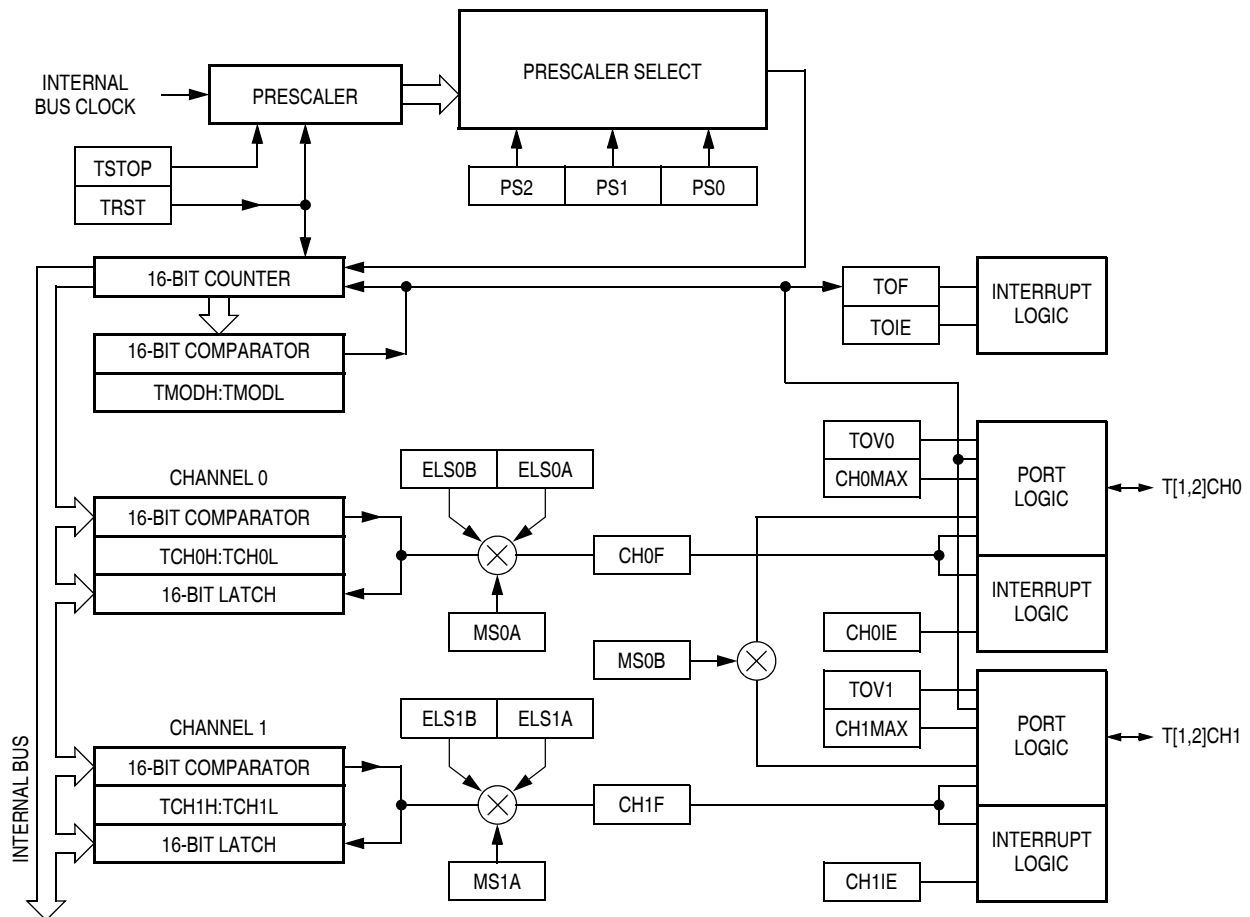 INTERNAL
BUS CLOCK
PRESCALER
PRESCALER SELECT
TSTOP
TRST
PS2
PS1
PS0
16-BIT COUNTER
16-BIT COMPARATOR
TMODH:TMODL
TOF
TOIE
INTERRUPT
LOGIC
CHANNEL 0
16-BIT COMPARATOR
TCH0H:TCH0L
16-BIT LATCH
ELS0B
ELS0A
MS0A
CH0F
TOV0
CH0MAX
PORT
LOGIC
T[1,2]CH0
INTERRUPT
LOGIC
CH0IE
MS0B
CHANNEL 1
16-BIT COMPARATOR
TCH1H:TCH1L
16-BIT LATCH
ELS1B
ELS1A
MS1A
CH1F
TOV1
CH1MAX
PORT
LOGIC
T[1,2]CH1
INTERRUPT
LOGIC
CH1IE
INTERNAL BUS